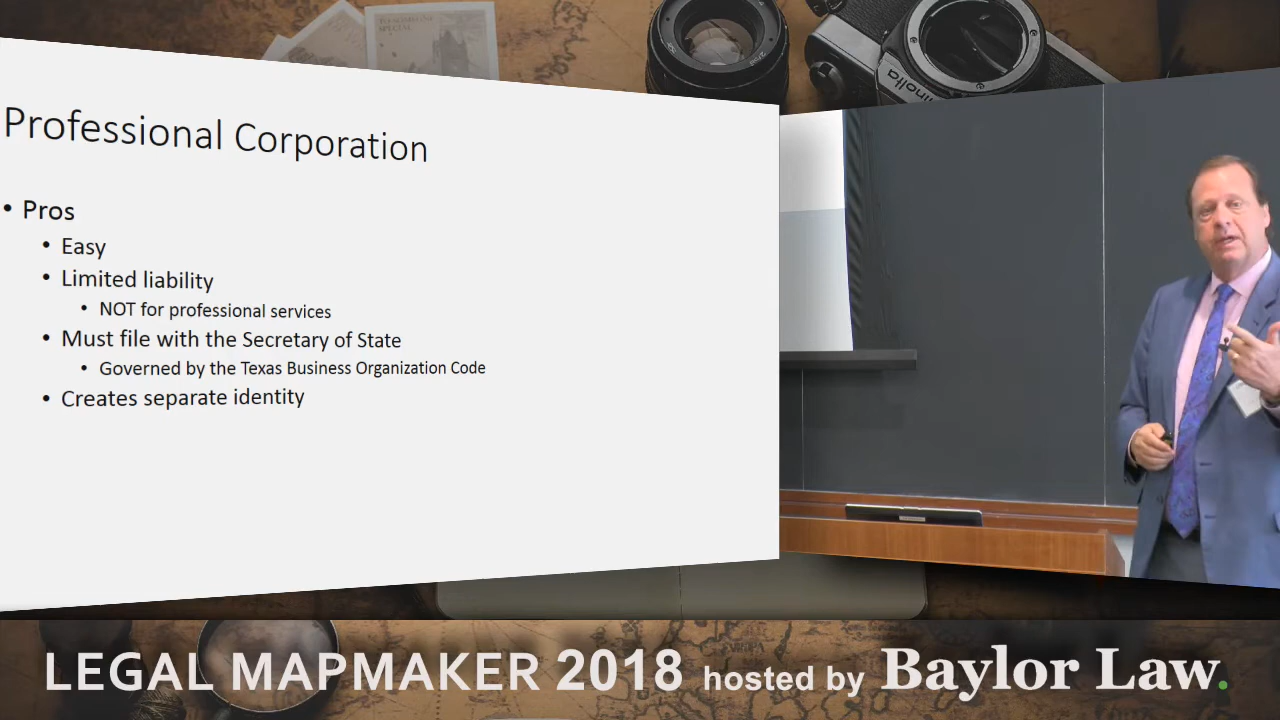 Professional Corporation
• Pros
• Easy
• Limited liability
• NOT for professional services
• Must file with the Secretary of State
• Governed by the Texas Business Organization Code
• Creates separate identity
minolta
LEGAL MAPMAKER 2018 hosted by Baylor Law.